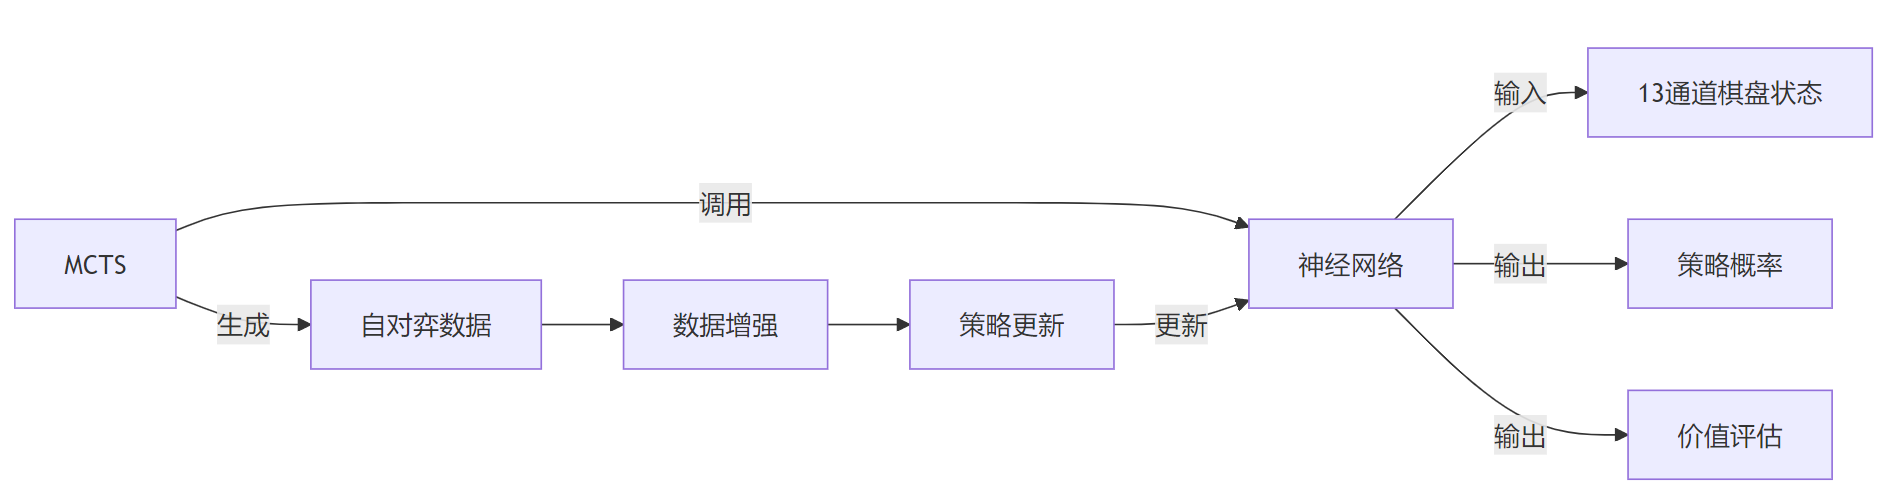 MCTS
调用
生成
自对弈数据
数据增强
策略更新
更新
神经网络
输入
13通道棋盘状态
输出
策略概率
输出
价值评估